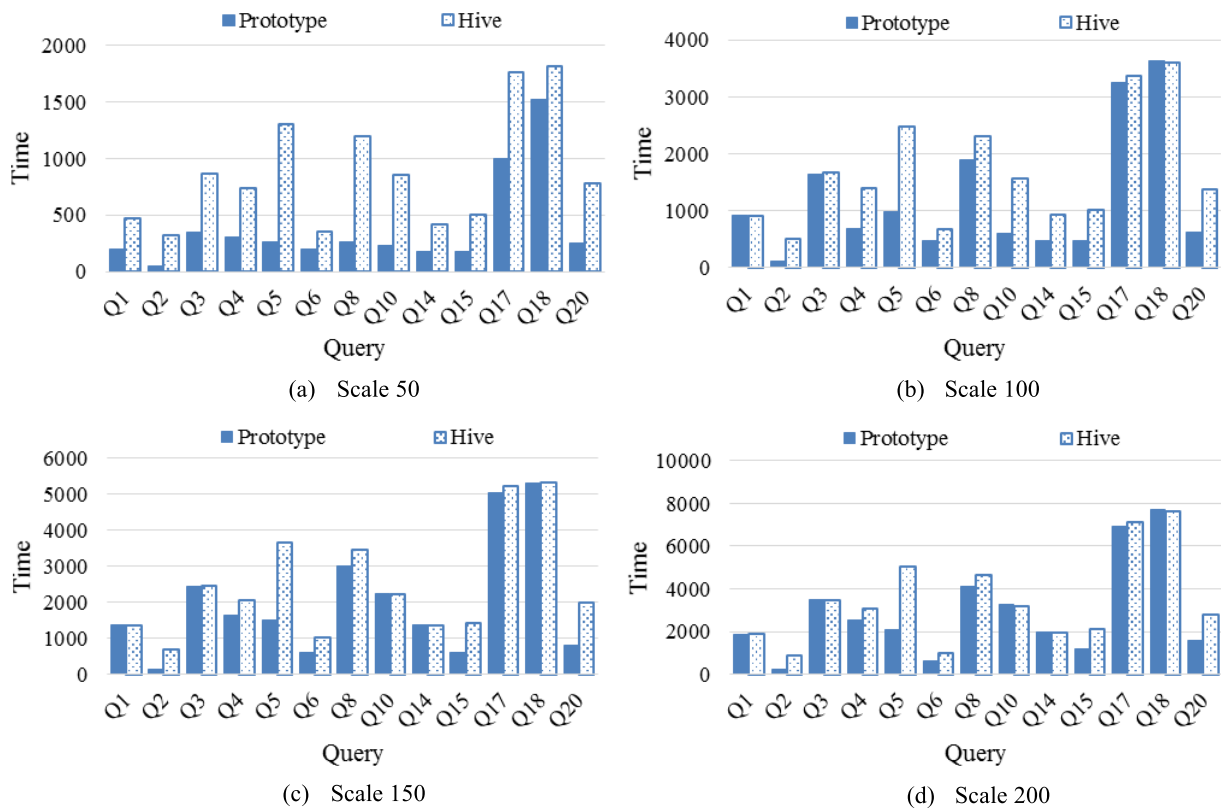 Prototype Hive
2000
1500
1000
500
0
Time
Q1 Q2 Q3 Q4 Q5 Q6 Q8 Q10 Q14 Q15 Q17 Q18 Q20
Query
(a) Scale 50
Prototype Hive
4000
3000
2000
1000
0
Time
Q1 Q2 Q3 Q4 Q5 Q6 Q8 Q10 Q14 Q15 Q17 Q18 Q20
Query
(b) Scale 100
Prototype Hive
6000
5000
4000
3000
2000
1000
0
Time
Q1 Q2 Q3 Q4 Q5 Q6 Q8 Q10 Q14 Q15 Q17 Q18 Q20
Query
(c) Scale 150
Prototype Hive
10000
8000
6000
4000
2000
0
Time
Q1 Q2 Q3 Q4 Q5 Q6 Q8 Q10 Q14 Q15 Q17 Q18 Q20
Query
(d) Scale 200